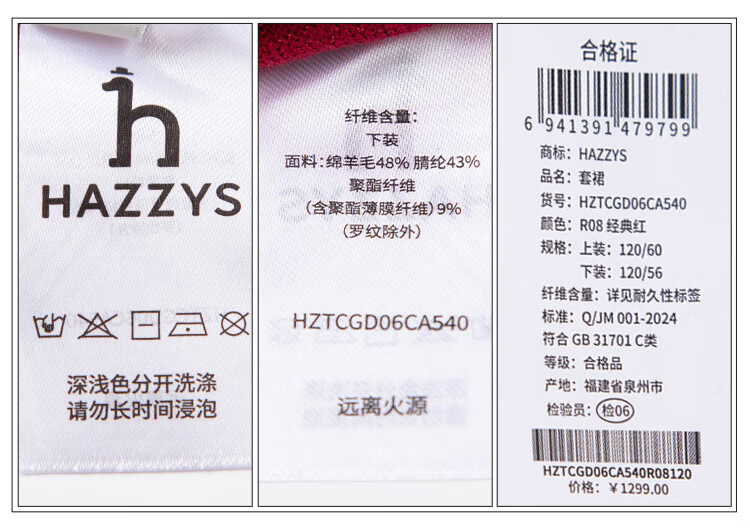 HAZZYS
深浅色分开洗涤
请勿长时间浸泡
纤维含量：
下装
面料：绵羊毛48% 腈纶43%
聚酯纤维
（含聚酯薄膜纤维）9%
（罗纹除外）
HZTCGD06CA540
远离火源
合格证
6 941391 479799
商标：HAZZYS
品名：套裙
货号：HZTCGD06CA540
颜色：R08 经典红
规格：上装：120/60
下装：120/56
纤维含量：详见耐久性标签
标准：Q/JM 001-2024
符合 GB 31701 C类
等级：合格品
产地：福建省泉州市
检验员：检06
HZTCGD06CA540R08120
价格：￥1299.00